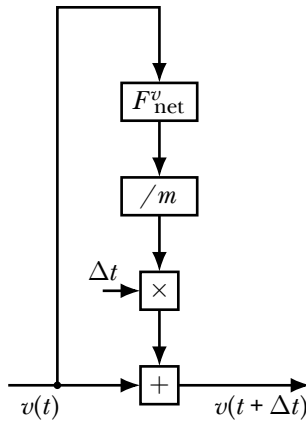 F^v_net
/m
Δt
×
+
v(t)
v(t + Δt)